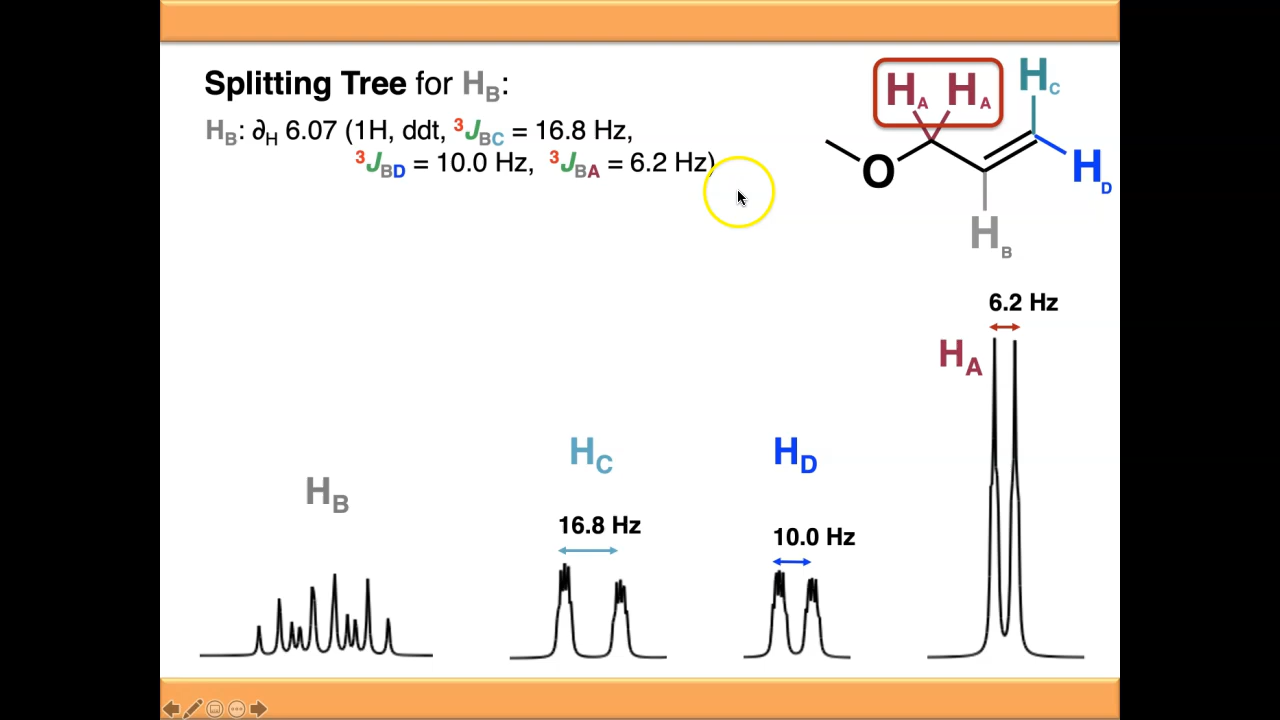 Splitting Tree for HB:
HB: ∂H 6.07 (1H, ddt, ³JBC = 16.8 Hz,
³JBD = 10.0 Hz, ³JBA = 6.2 Hz)
HA HA HC
O HD
HB
6.2 Hz
HA
HC HD
HB
16.8 Hz
10.0 Hz